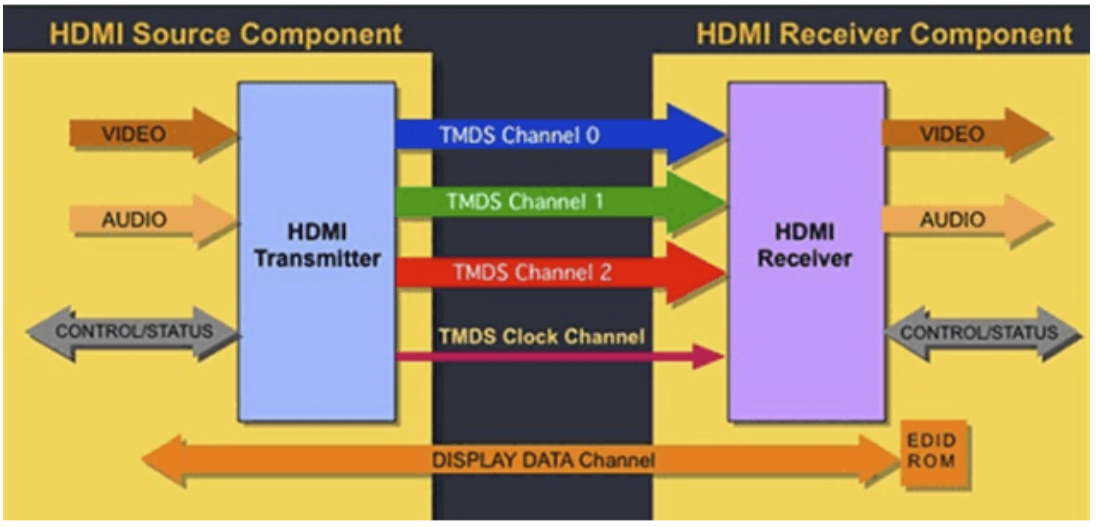 HDMI Source Component
HDMI Receiver Component
VIDEO
TMDS Channel 0
VIDEO
AUDIO
TMDS Channel 1
AUDIO
HDMI
Transmitter
HDMI
Receiver
TMDS Channel 2
CONTROL/STATUS
TMDS Clock Channel
CONTROL/STATUS
DISPLAY DATA Channel
EDID
ROM